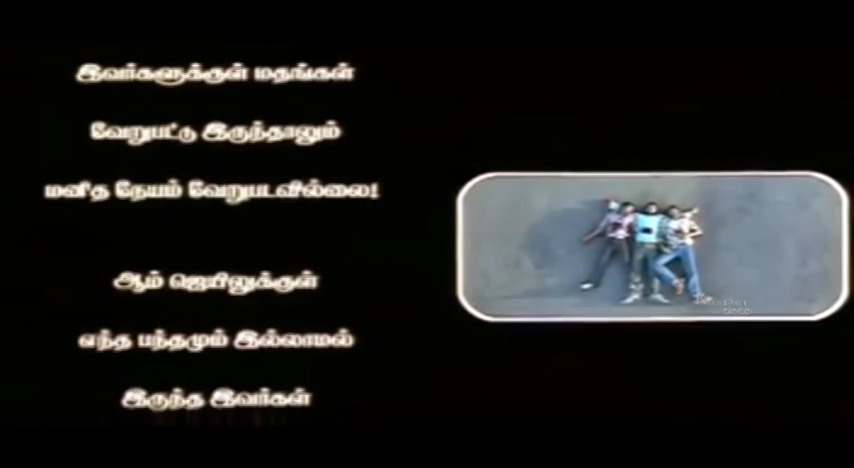 இவர்களுக்குள் மதங்கள்
வேறுபட்டு இருந்தாலும்
மனித நேயம் வேறுபடவில்லை!
ஆம் ஜெயிலுக்குள்
எந்த பந்தமும் இல்லாமல்
இருந்த இவர்கள்